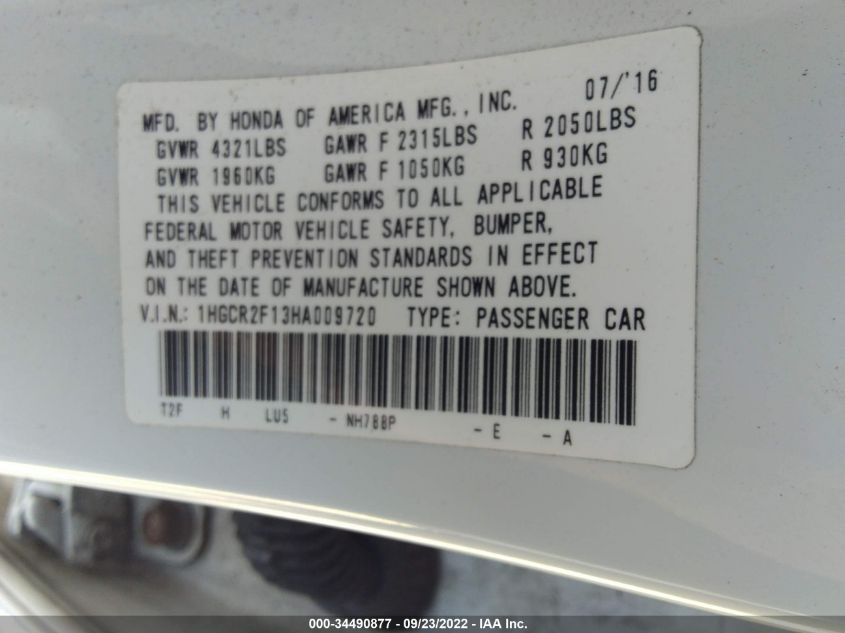 07/'16
MFD. BY HONDA OF AMERICA MFG., INC.
GVWR 4321LBS GAWR F 2315LBS R 2050LBS
GVWR 1960KG GAWR F 1050KG R 930KG
THIS VEHICLE CONFORMS TO ALL APPLICABLE
FEDERAL MOTOR VEHICLE SAFETY, BUMPER,
AND THEFT PREVENTION STANDARDS IN EFFECT
ON THE DATE OF MANUFACTURE SHOWN ABOVE.
V.I.N.: 1HGCR2F13HA009720 TYPE: PASSENGER CAR
T2F H LU5 - NH788P - E - A
000-34490877 - 09/23/2022 - IAA Inc.